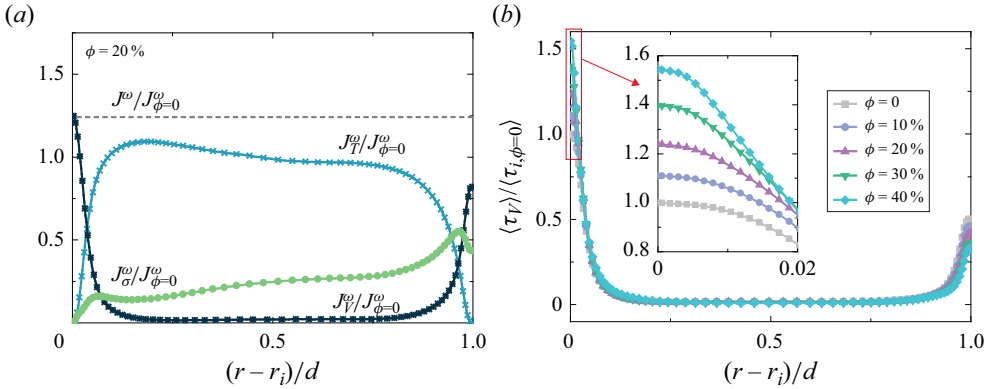 (a)
ϕ = 20 %
J^ω/J^ω_{ϕ=0}
J^ω_T/J^ω_{ϕ=0}
J^ω_σ/J^ω_{ϕ=0}
J^ω_V/J^ω_{ϕ=0}
1.5
1.0
0.5
0
0.5
1.0
(r – r_i)/d
(b)
⟨τ_V⟩/⟨τ_{i,ϕ=0}⟩
1.5
1.0
0.5
0
1.6
1.4
1.2
1.0
0.8
0
0.01
0.02
ϕ = 0
ϕ = 10 %
ϕ = 20 %
ϕ = 30 %
ϕ = 40 %
0
0.5
1.0
(r – r_i)/d